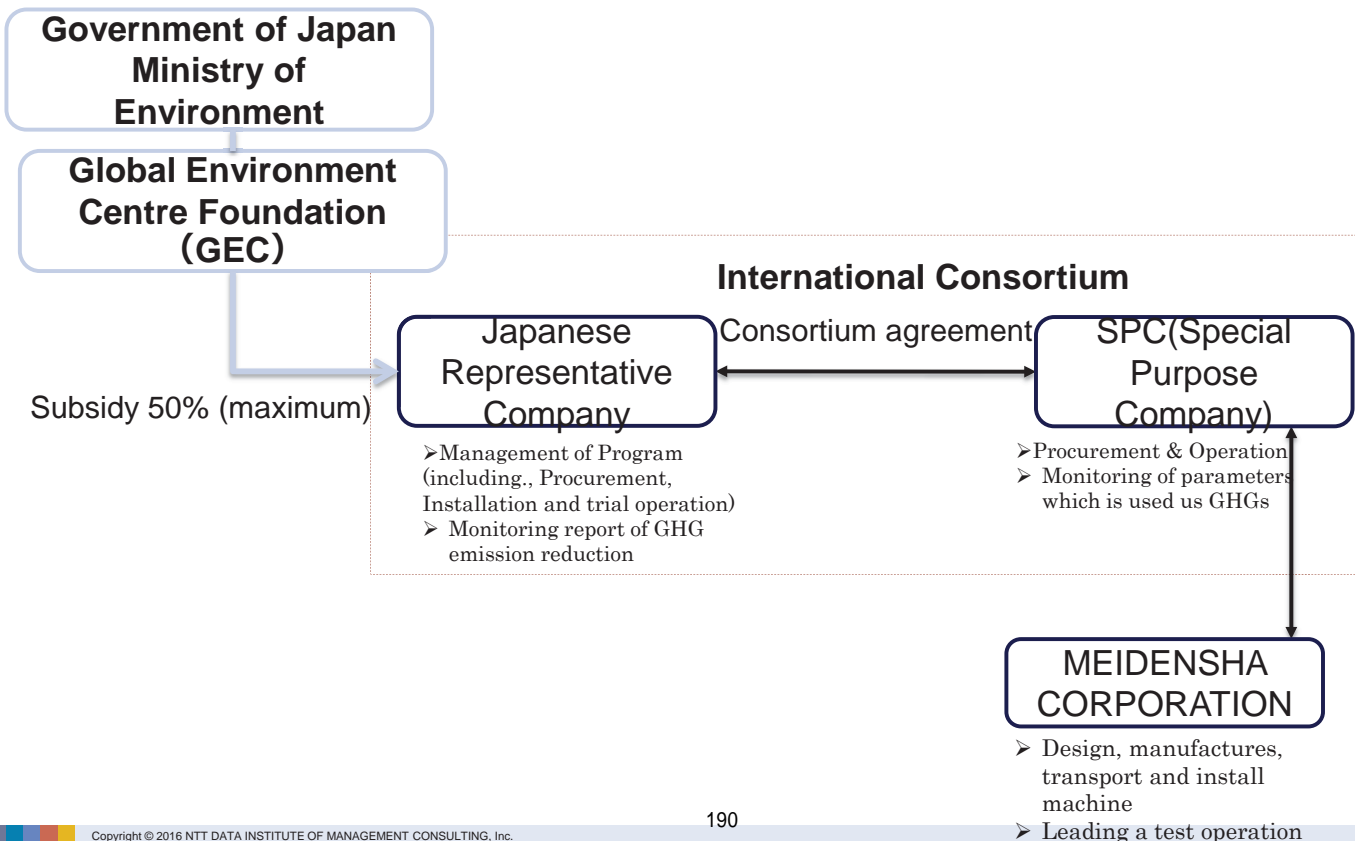 Government of Japan
Ministry of
Environment
Global Environment
Centre Foundation
（GEC）
Subsidy 50% (maximum)
International Consortium
Japanese
Representative
Company
Consortium agreement
SPC(Special
Purpose
Company)
➢Management of Program
(including., Procurement,
Installation and trial operation)
➢ Monitoring report of GHG
emission reduction
➢Procurement & Operation
➢ Monitoring of parameters
which is used us GHGs
MEIDENSHA
CORPORATION
➢ Design, manufactures,
transport and install
machine
➢ Leading a test operation
190
Copyright © 2016 NTT DATA INSTITUTE OF MANAGEMENT CONSULTING, Inc.